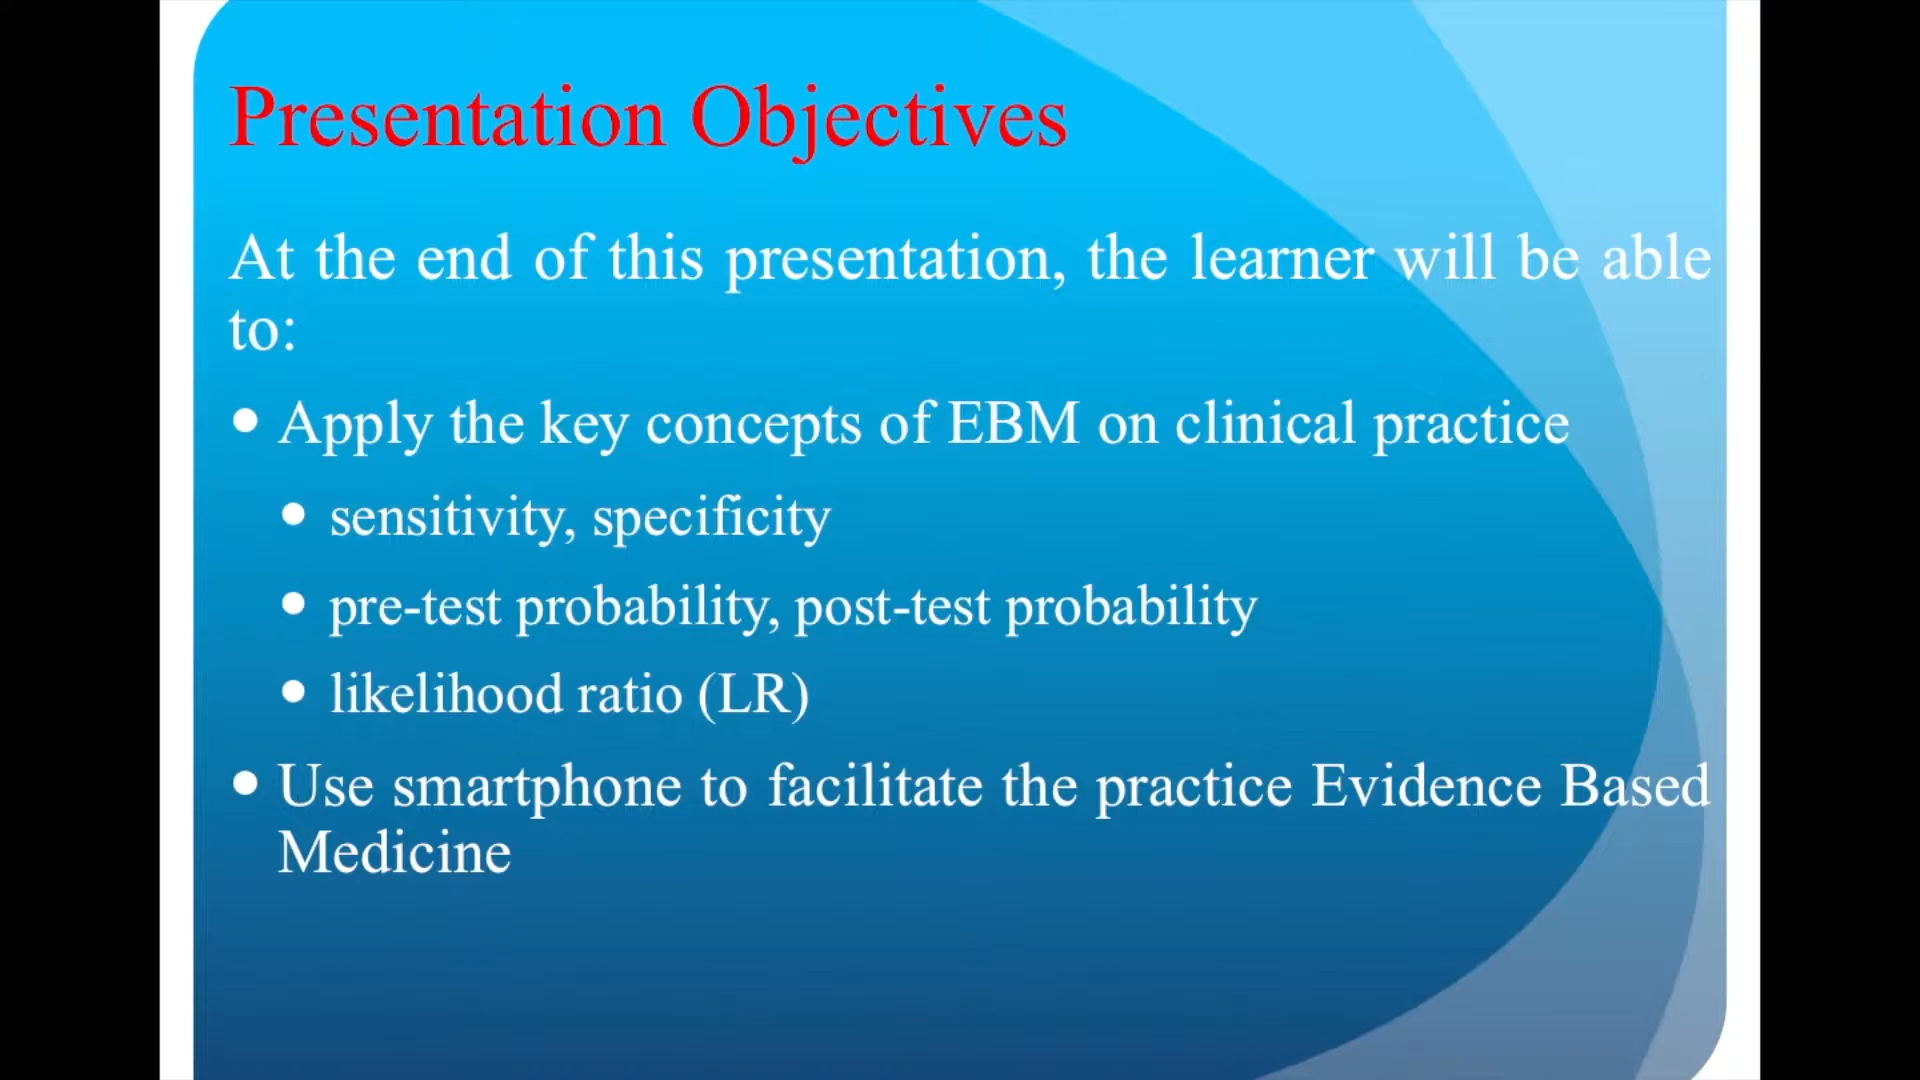 Presentation Objectives
At the end of this presentation, the learner will be able
to:
• Apply the key concepts of EBM on clinical practice
• sensitivity, specificity
• pre-test probability, post-test probability
• likelihood ratio (LR)
• Use smartphone to facilitate the practice Evidence Based
Medicine